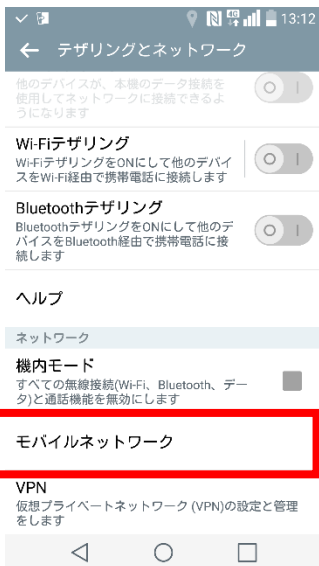 4G 13:12
テザリングとネットワーク
他のデバイスが、本機のデータ接続を
使用してネットワークに接続できるよ
うになります
Wi-Fiテザリング
Wi-FiテザリングをONにして他のデバイ
スをWi-Fi経由で携帯電話に接続します
Bluetoothテザリング
BluetoothテザリングをONにして他のデ
バイスをBluetooth経由で携帯電話に接
続します
ヘルプ
ネットワーク
機内モード
すべての無線接続(Wi-Fi、Bluetooth、デー
タ)と通話機能を無効にします
モバイルネットワーク
VPN
仮想プライベートネットワーク (VPN)の設定と管理
をします